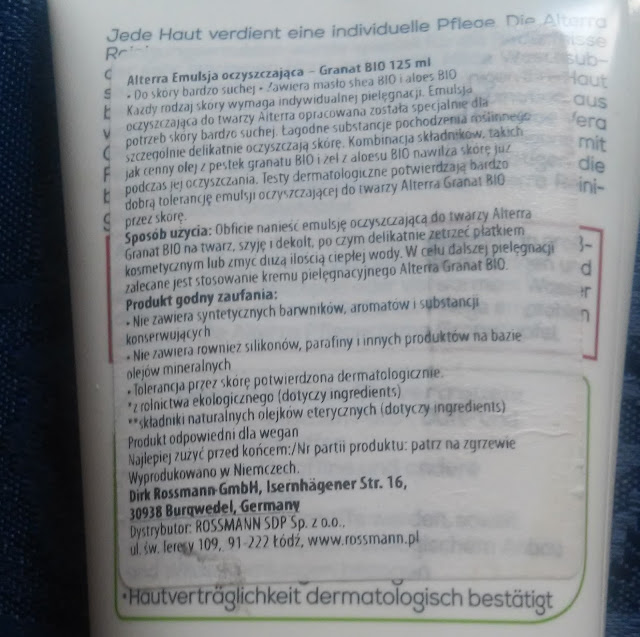 Jede Haut verdient eine individuelle Pflege. Die Alterra
Alterra Emulsja oczyszczająca – Granat BIO 125 ml
• Do skóry bardzo suchej • Zawiera masło shea BIO i aloes BIO
Każdy rodzaj skóry wymaga indywidualnej pielęgnacji. Emulsja
oczyszczająca do twarzy Alterra opracowana została specjalnie dla
potrzeb skóry bardzo suchej. Łagodne substancje pochodzenia roślinnego
szczególnie delikatnie oczyszczają skórę. Kombinacja składników, takich
jak cenny olej z pestek granatu BIO i żel z aloesu BIO nawilża skórę już
podczas jej oczyszczania. Testy dermatologiczne potwierdzają bardzo
dobrą tolerancję emulsji oczyszczającej do twarzy Alterra Granat BIO
przez skórę.
Sposób użycia: Obficie nanieść emulsję oczyszczającą do twarzy Alterra
Granat BIO na twarz, szyję i dekolt, po czym delikatnie zetrzeć płatkiem
kosmetycznym lub zmyć dużą ilością ciepłej wody. W celu dalszej pielęgnacji
zalecane jest stosowanie kremu pielęgnacyjnego Alterra Granat BIO.
Produkt godny zaufania:
• Nie zawiera syntetycznych barwników, aromatów i substancji
konserwujących
• Nie zawiera również silikonów, parafiny i innych produktów na bazie
olejów mineralnych
• Tolerancja przez skórę potwierdzona dermatologicznie.
*z rolnictwa ekologicznego (dotyczy ingredients)
**składniki naturalnych olejków eterycznych (dotyczy ingredients)
Produkt odpowiedni dla wegan
Najlepiej zużyć przed końcem:/Nr partii produktu: patrz na zgrzewie
Wyprodukowano w Niemczech.
Dirk Rossmann GmbH, Isernhägener Str. 16,
30938 Burgwedel, Germany
Dystrybutor: ROSSMANN SDP Sp. z o.o.,
ul. św. Teresy 109, 91-222 Łódź, www.rossmann.pl
• Hautverträglichkeit dermatologisch bestätigt